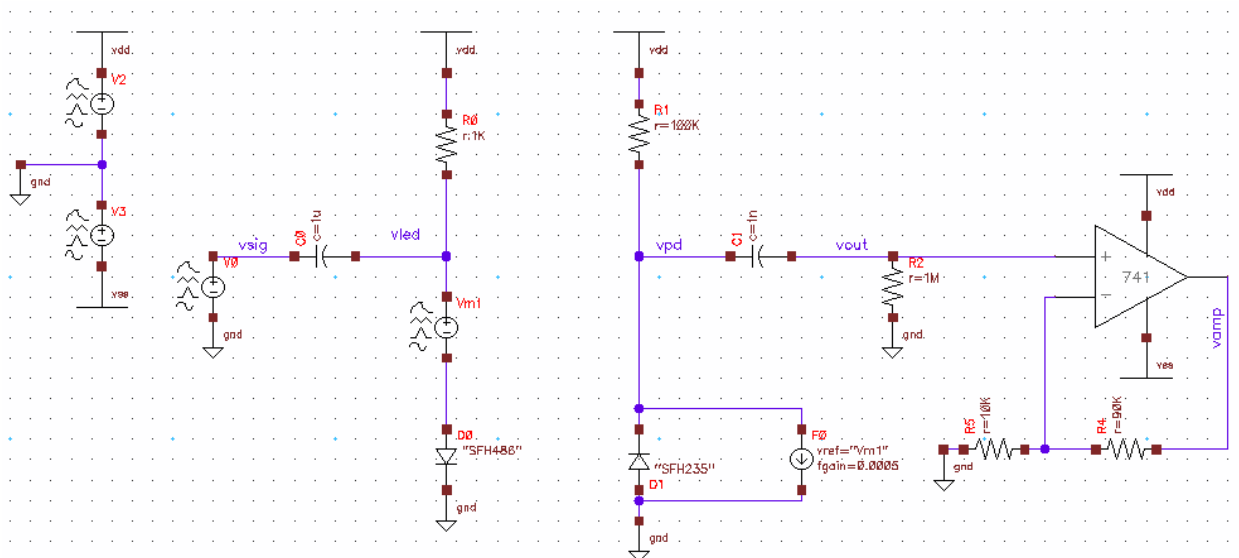 vdd
V2
gnd
V3
vss
vsig
V0
gnd
C0
c=1u
vled
vdd
R0
r:1K
Vm1
D0
"SFH486"
gnd
vdd
R1
r=100K
vpd
C1
c=1n
vout
R2
r=1M
gnd
"SFH235"
D1
gnd
F0
vref="Vm1"
fgain=0.0005
vdd
741
vss
vamp
R5
r=10K
gnd
R4
r=90K